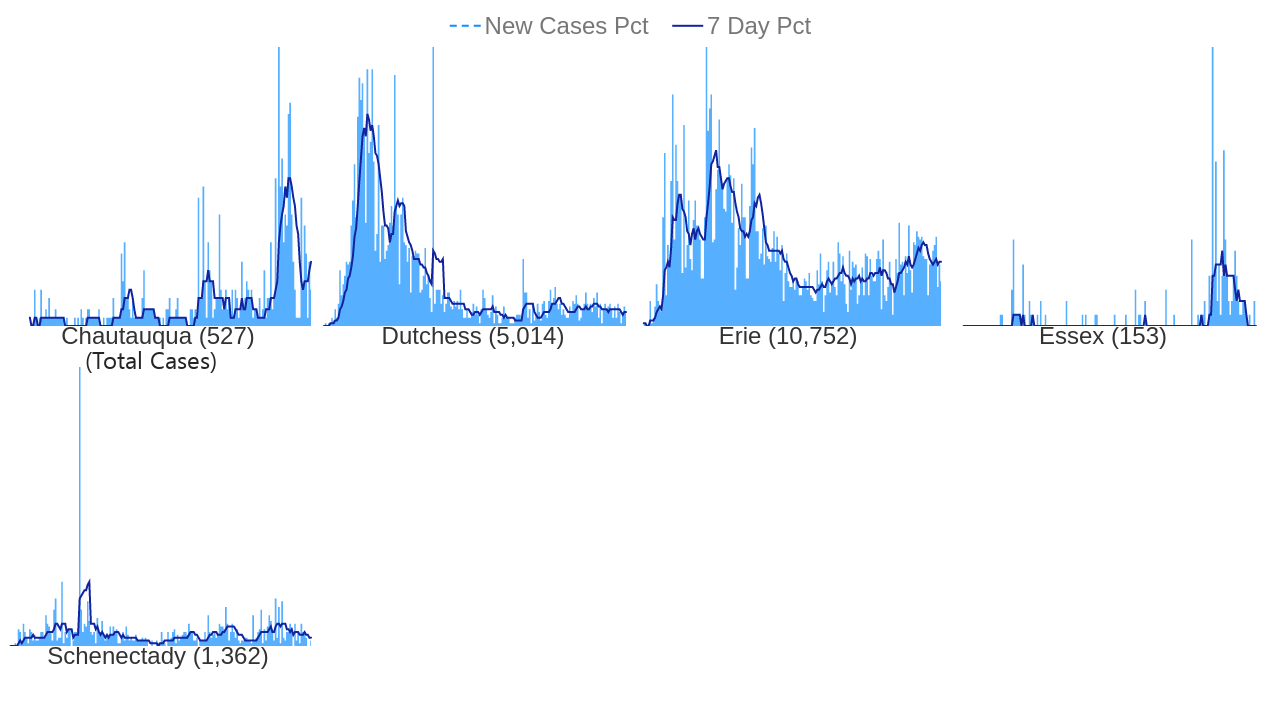 New Cases Pct 7 Day Pct
Chautauqua (527)
(Total Cases)
Dutchess (5,014)
Erie (10,752)
Essex (153)
Schenectady (1,362)